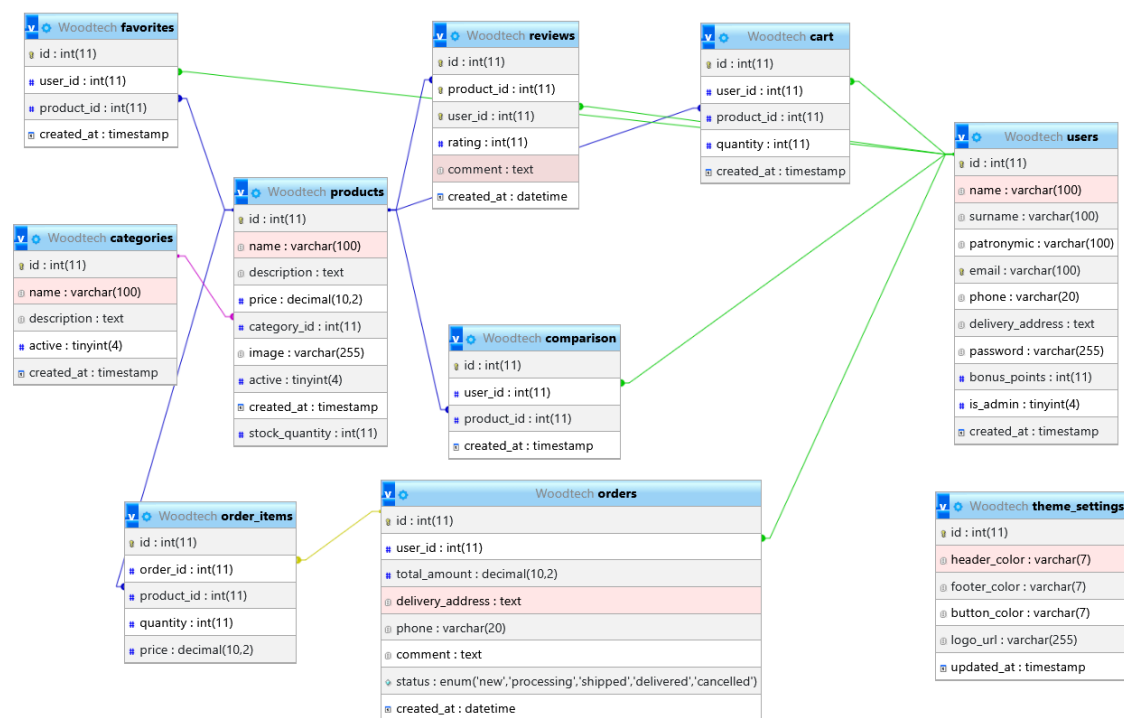 Woodtech favorites
id : int(11)
user_id : int(11)
product_id : int(11)
created_at : timestamp
Woodtech reviews
id : int(11)
product_id : int(11)
user_id : int(11)
rating : int(11)
comment : text
created_at : datetime
Woodtech cart
id : int(11)
user_id : int(11)
product_id : int(11)
quantity : int(11)
created_at : timestamp
Woodtech users
id : int(11)
name : varchar(100)
surname : varchar(100)
patronymic : varchar(100)
email : varchar(100)
phone : varchar(20)
delivery_address : text
password : varchar(255)
bonus_points : int(11)
is_admin : tinyint(4)
created_at : timestamp
Woodtech products
id : int(11)
name : varchar(100)
description : text
price : decimal(10,2)
category_id : int(11)
image : varchar(255)
active : tinyint(4)
created_at : timestamp
stock_quantity : int(11)
Woodtech categories
id : int(11)
name : varchar(100)
description : text
active : tinyint(4)
created_at : timestamp
Woodtech comparison
id : int(11)
user_id : int(11)
product_id : int(11)
created_at : timestamp
Woodtech order_items
id : int(11)
order_id : int(11)
product_id : int(11)
quantity : int(11)
price : decimal(10,2)
Woodtech orders
id : int(11)
user_id : int(11)
total_amount : decimal(10,2)
delivery_address : text
phone : varchar(20)
comment : text
status : enum('new','processing','shipped','delivered','cancelled')
created_at : datetime
Woodtech theme_settings
id : int(11)
header_color : varchar(7)
footer_color : varchar(7)
button_color : varchar(7)
logo_url : varchar(255)
updated_at : timestamp